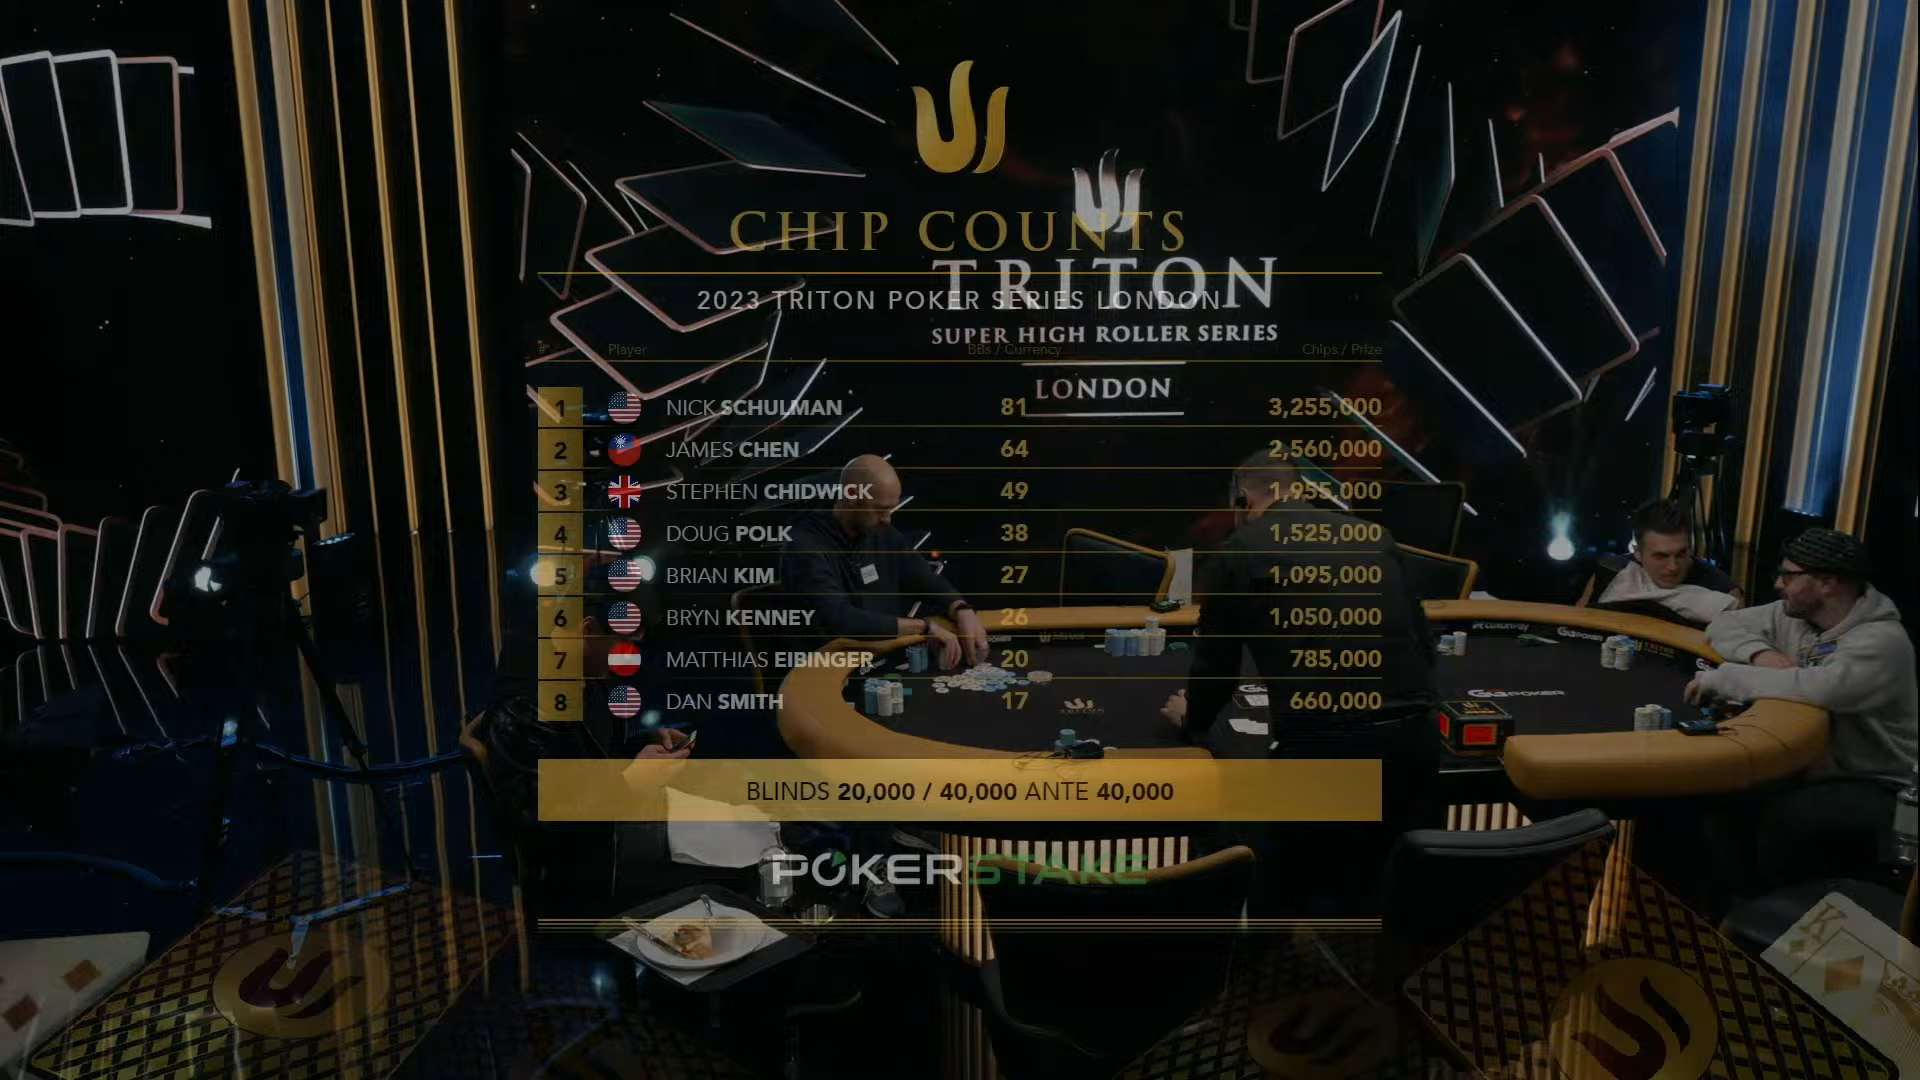 CHIP COUNTS
TRITON
2023 TRITON POKER SERIES LONDON
SUPER HIGH ROLLER SERIES
# Player BBs / Currency Chips / Prize
LONDON
1 NICK SCHULMAN 81 3,255,000
2 JAMES CHEN 64 2,560,000
3 STEPHEN CHIDWICK 49 1,955,000
4 DOUG POLK 38 1,525,000
5 BRIAN KIM 27 1,095,000
6 BRYN KENNEY 26 1,050,000
7 MATTHIAS EIBINGER 20 785,000
8 DAN SMITH 17 660,000
GGPOKER
BLINDS 20,000 / 40,000 ANTE 40,000
POKERSTAKE
K